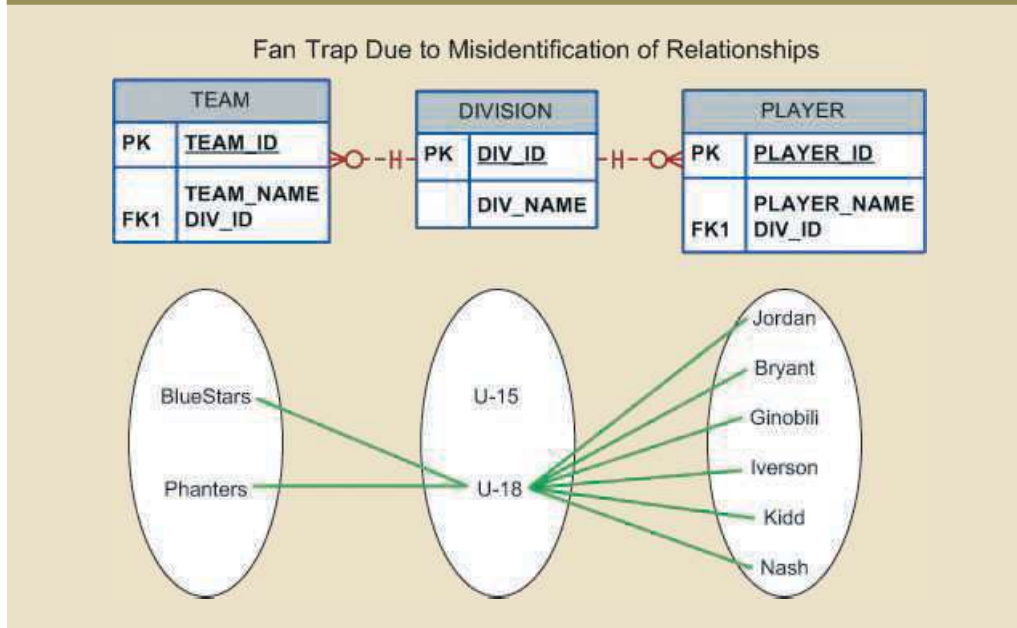 Fan Trap Due to Misidentification of Relationships
TEAM
PK TEAM_ID
TEAM_NAME
FK1 DIV_ID
DIVISION
PK DIV_ID
DIV_NAME
PLAYER
PK PLAYER_ID
PLAYER_NAME
FK1 DIV_ID
BlueStars
Phanters
U-15
U-18
Jordan
Bryant
Ginobili
Iverson
Kidd
Nash